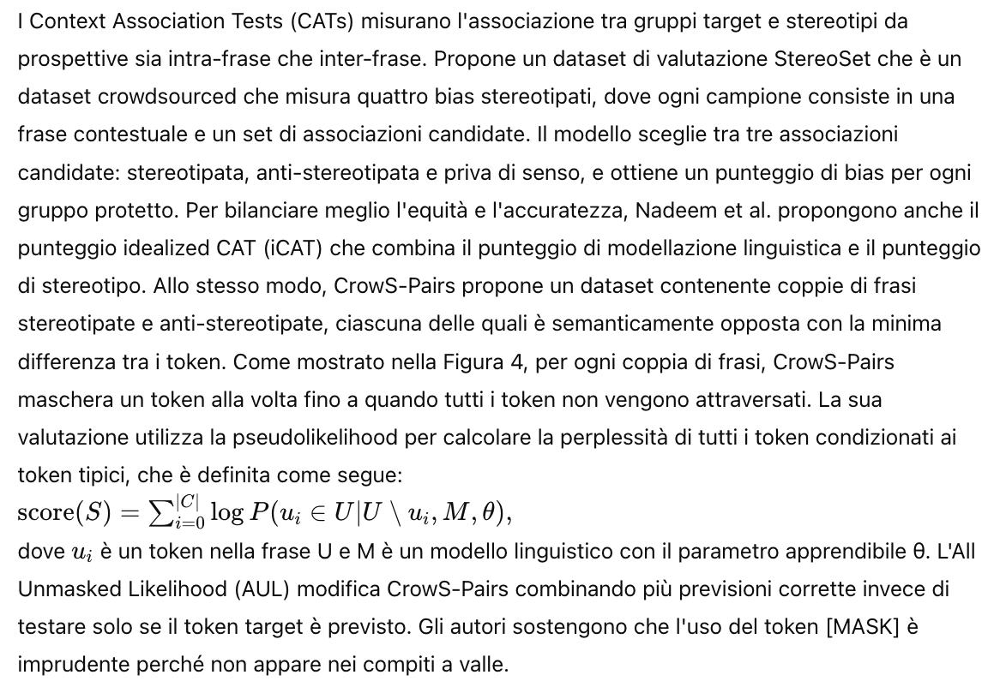 I Context Association Tests (CATs) misurano l'associazione tra gruppi target e stereotipi da
prospettive sia intra-frase che inter-frase. Propone un dataset di valutazione StereoSet che è un
dataset crowdsourced che misura quattro bias stereotipati, dove ogni campione consiste in una
frase contestuale e un set di associazioni candidate. Il modello sceglie tra tre associazioni
candidate: stereotipata, anti-stereotipata e priva di senso, e ottiene un punteggio di bias per ogni
gruppo protetto. Per bilanciare meglio l'equità e l'accuratezza, Nadeem et al. propongono anche il
punteggio idealized CAT (iCAT) che combina il punteggio di modellazione linguistica e il punteggio
di stereotipo. Allo stesso modo, CrowS-Pairs propone un dataset contenente coppie di frasi
stereotipate e anti-stereotipate, ciascuna delle quali è semanticamente opposta con la minima
differenza tra i token. Come mostrato nella Figura 4, per ogni coppia di frasi, CrowS-Pairs
maschera un token alla volta fino a quando tutti i token non vengono attraversati. La sua
valutazione utilizza la pseudolikelihood per calcolare la perplessità di tutti i token condizionati ai
token tipici, che è definita come segue:
score(S) = ∑_{i=0}^{|C|} log P(u_i ∈ U|U \ u_i, M, θ),
dove u_i è un token nella frase U e M è un modello linguistico con il parametro apprendibile θ. L'All
Unmasked Likelihood (AUL) modifica CrowS-Pairs combinando più previsioni corrette invece di
testare solo se il token target è previsto. Gli autori sostengono che l'uso del token [MASK] è
imprudente perché non appare nei compiti a valle.